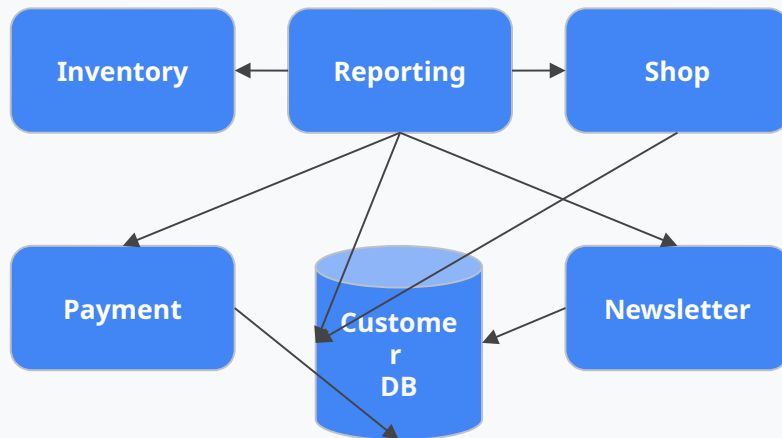 Inventory
Reporting
Shop
Payment
Custome
r
DB
Newsletter